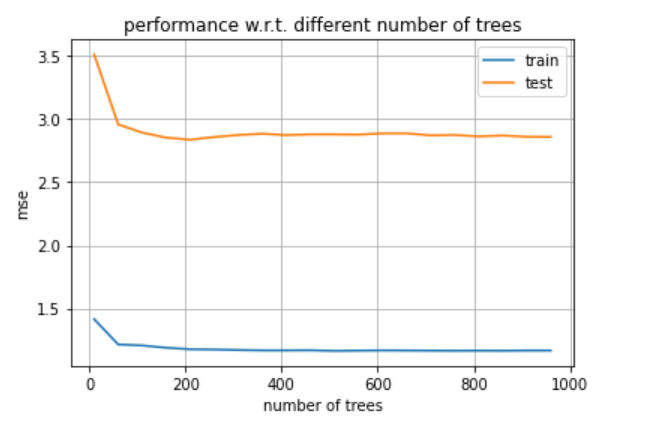 performance w.r.t. different number of trees
train
test
3.5
3.0
2.5
2.0
1.5
mse
0 200 400 600 800 1000
number of trees